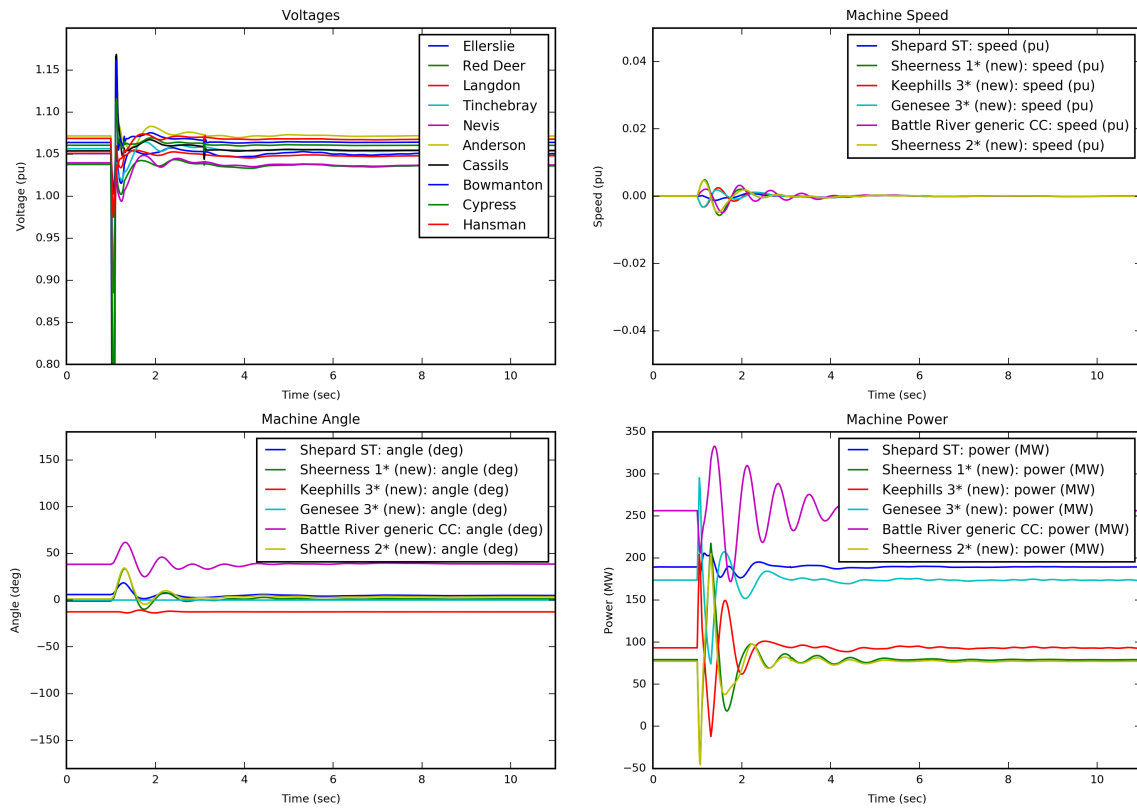 Voltages
1.15
1.10
1.05
1.00
0.95
0.90
0.85
0.80
Voltage (pu)
0
2
4
6
8
10
Time (sec)
Ellerslie
Red Deer
Langdon
Tinchebray
Nevis
Anderson
Cassils
Bowmanton
Cypress
Hansman
Machine Speed
0.04
0.02
0.00
−0.02
−0.04
Speed (pu)
0
2
4
6
8
10
Time (sec)
Shepard ST: speed (pu)
Sheerness 1* (new): speed (pu)
Keephills 3* (new): speed (pu)
Genesee 3* (new): speed (pu)
Battle River generic CC: speed (pu)
Sheerness 2* (new): speed (pu)
Machine Angle
150
100
50
0
−50
−100
−150
Angle (deg)
0
2
4
6
8
10
Time (sec)
Shepard ST: angle (deg)
Sheerness 1* (new): angle (deg)
Keephills 3* (new): angle (deg)
Genesee 3* (new): angle (deg)
Battle River generic CC: angle (deg)
Sheerness 2* (new): angle (deg)
Machine Power
350
300
250
200
150
100
50
0
−50
Power (MW)
0
2
4
6
8
10
Time (sec)
Shepard ST: power (MW)
Sheerness 1* (new): power (MW)
Keephills 3* (new): power (MW)
Genesee 3* (new): power (MW)
Battle River generic CC: power (MW)
Sheerness 2* (new): power (MW)